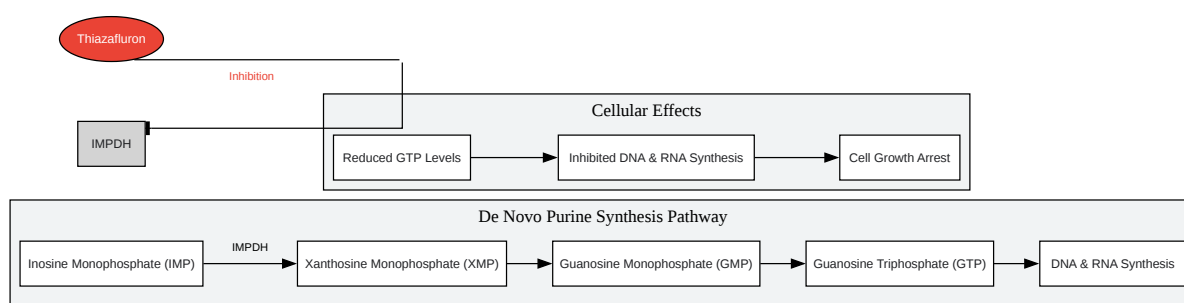 Thiazafluron
Inhibition
Cellular Effects
IMPDH
Reduced GTP Levels
Inhibited DNA & RNA Synthesis
Cell Growth Arrest
De Novo Purine Synthesis Pathway
Inosine Monophosphate (IMP)
IMPDH
Xanthosine Monophosphate (XMP)
Guanosine Monophosphate (GMP)
Guanosine Triphosphate (GTP)
DNA & RNA Synthesis